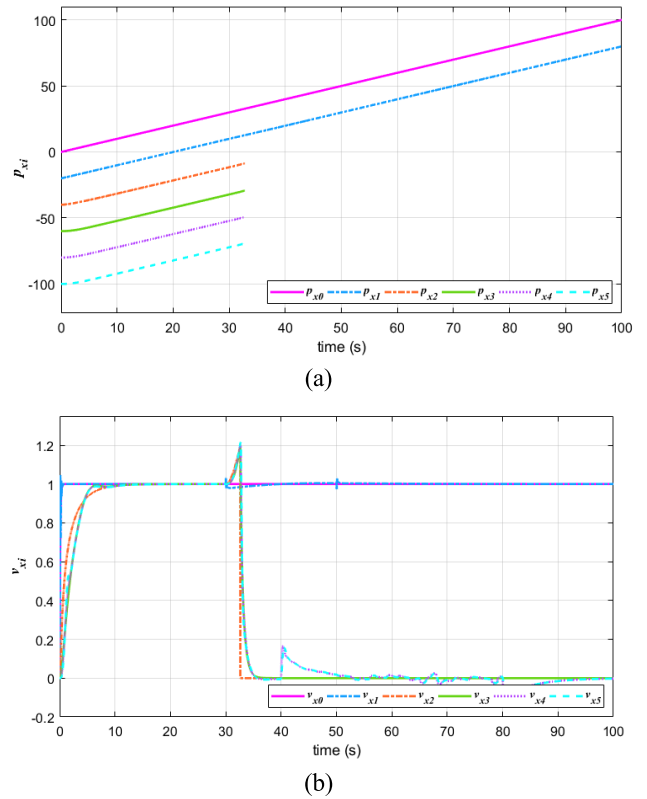 100
50
0
-50
-100
p_xi
p_x0 p_x1 p_x2 p_x3 p_x4 p_x5
0 10 20 30 40 50 60 70 80 90 100
time (s)
(a)
1.2
1
0.8
0.6
0.4
0.2
0
-0.2
v_xi
v_x0 v_x1 v_x2 v_x3 v_x4 v_x5
0 10 20 30 40 50 60 70 80 90 100
time (s)
(b)